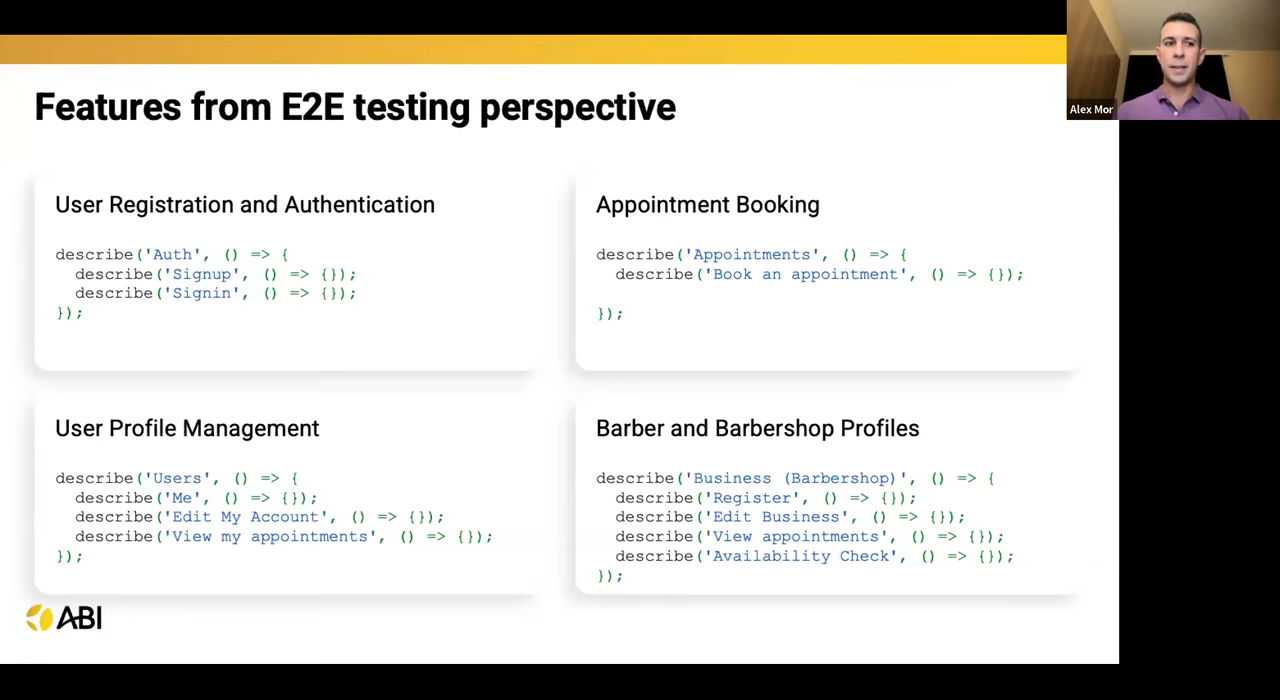 Features from E2E testing perspective
Alex Mor
User Registration and Authentication
describe('Auth', () => {
  describe('Signup', () => {});
  describe('Signin', () => {});
});
Appointment Booking
describe('Appointments', () => {
  describe('Book an appointment', () => {});
});
User Profile Management
describe('Users', () => {
  describe('Me', () => {});
  describe('Edit My Account', () => {});
  describe('View my appointments', () => {});
});
Barber and Barbershop Profiles
describe('Business (Barbershop)', () => {
  describe('Register', () => {});
  describe('Edit Business', () => {});
  describe('View appointments', () => {});
  describe('Availability Check', () => {});
});
ABI